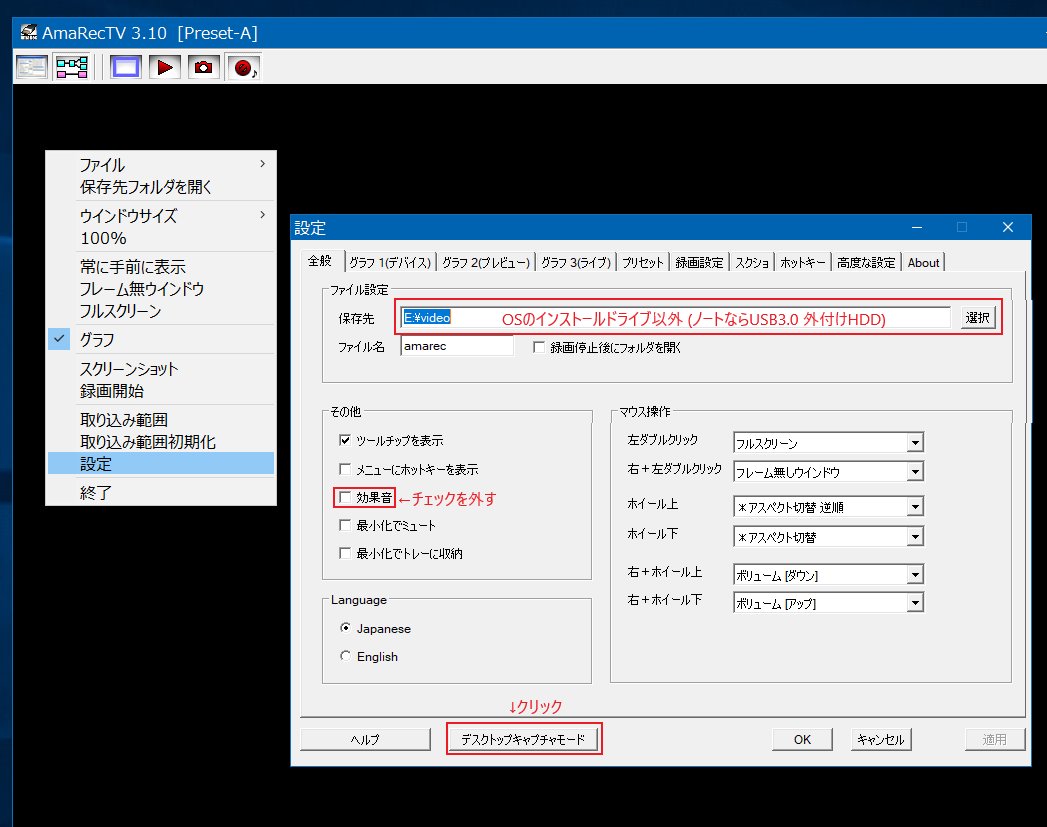 AmaRecTV 3.10 [Preset-A]
ファイル
保存先フォルダを開く
ウインドウサイズ
100%
常に手前に表示
フレーム無ウインドウ
フルスクリーン
グラフ
スクリーンショット
録画開始
取り込み範囲
取り込み範囲初期化
設定
終了
設定
全般 グラフ 1(デバイス) グラフ 2(プレビュー) グラフ 3(ライブ) プリセット 録画設定 スクショ ホットキー 高度な設定 About
ファイル設定
保存先 E:¥video OSのインストールドライブ以外 (ノートならUSB3.0 外付けHDD) 選択
ファイル名 amarec 録画停止後にフォルダを開く
その他
ツールチップを表示
メニューにホットキーを表示
効果音 ←チェックを外す
最小化でミュート
最小化でトレーに収納
Language
Japanese
English
マウス操作
左ダブルクリック フルスクリーン
右+左ダブルクリック フレーム無しウインドウ
ホイール上 *アスペクト切替 逆順
ホイール下 *アスペクト切替
右+ホイール上 ボリューム [ダウン]
右+ホイール下 ボリューム [アップ]
↓クリック
ヘルプ デスクトップキャプチャモード OK キャンセル 適用